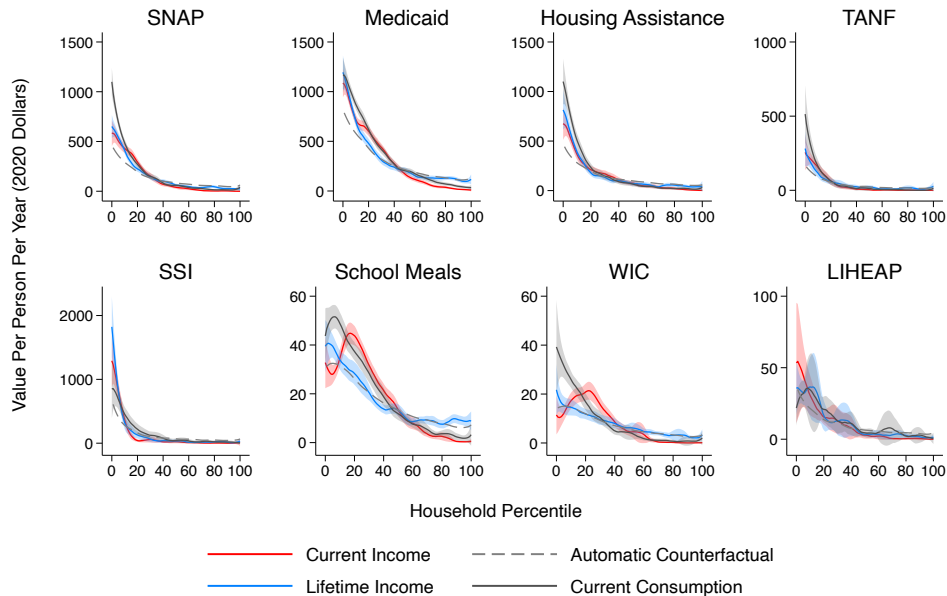 SNAP
Medicaid
Housing Assistance
TANF
Value Per Person Per Year (2020 Dollars)
1500
1000
500
0
0 20 40 60 80 100
1500
1000
500
0
0 20 40 60 80 100
1500
1000
500
0
0 20 40 60 80 100
1000
500
0
0 20 40 60 80 100
SSI
School Meals
WIC
LIHEAP
2000
1000
0
0 20 40 60 80 100
60
40
20
0
0 20 40 60 80 100
60
40
20
0
0 20 40 60 80 100
100
50
0
0 20 40 60 80 100
Household Percentile
Current Income
Automatic Counterfactual
Lifetime Income
Current Consumption